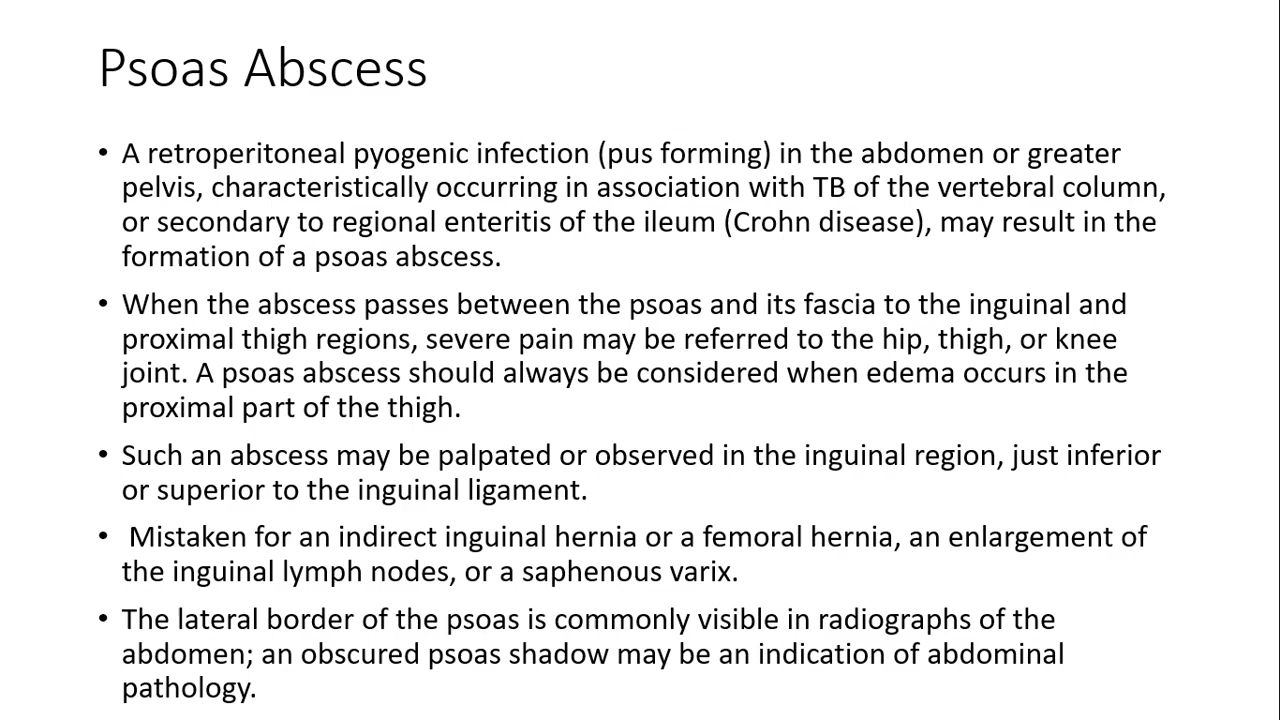 Psoas Abscess
• A retroperitoneal pyogenic infection (pus forming) in the abdomen or greater
pelvis, characteristically occurring in association with TB of the vertebral column,
or secondary to regional enteritis of the ileum (Crohn disease), may result in the
formation of a psoas abscess.
• When the abscess passes between the psoas and its fascia to the inguinal and
proximal thigh regions, severe pain may be referred to the hip, thigh, or knee
joint. A psoas abscess should always be considered when edema occurs in the
proximal part of the thigh.
• Such an abscess may be palpated or observed in the inguinal region, just inferior
or superior to the inguinal ligament.
• Mistaken for an indirect inguinal hernia or a femoral hernia, an enlargement of
the inguinal lymph nodes, or a saphenous varix.
• The lateral border of the psoas is commonly visible in radiographs of the
abdomen; an obscured psoas shadow may be an indication of abdominal
pathology.